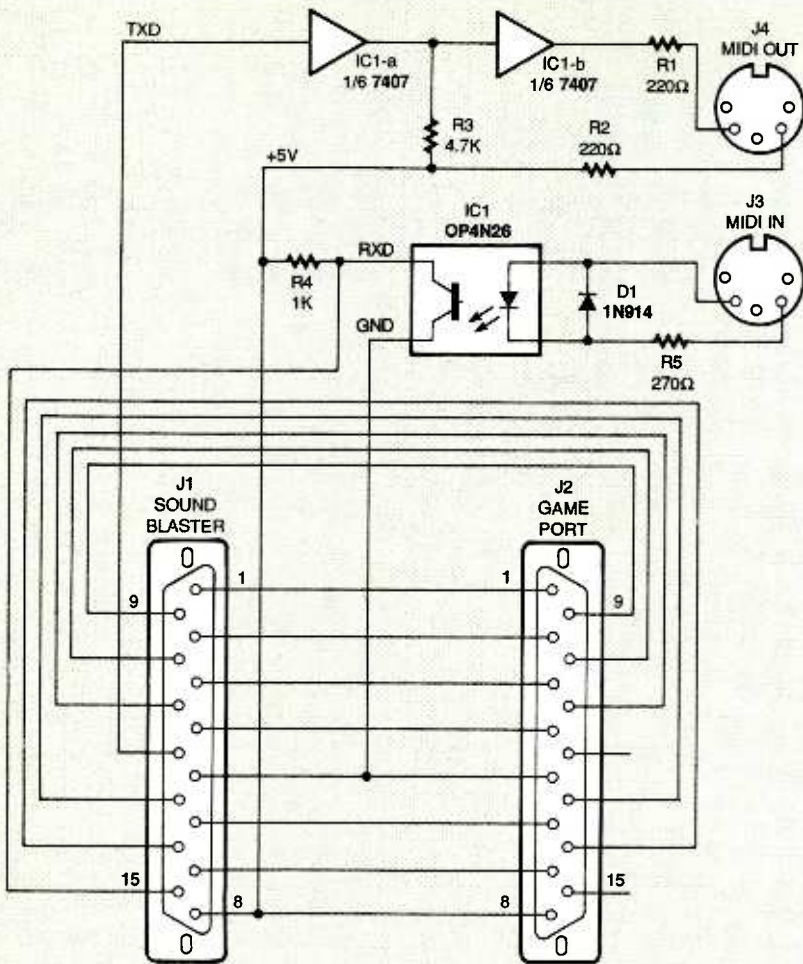 TXD
IC1-a
1/6 7407
IC1-b
1/6 7407
R1
220Ω
J4
MIDI OUT
R3
4.7K
R2
220Ω
+5V
IC1
OP4N26
J3
MIDI IN
RXD
R4
1K
D1
1N914
GND
R5
270Ω
J1
SOUND
BLASTER
J2
GAME
PORT
1
1
9
9
15
15
8
8